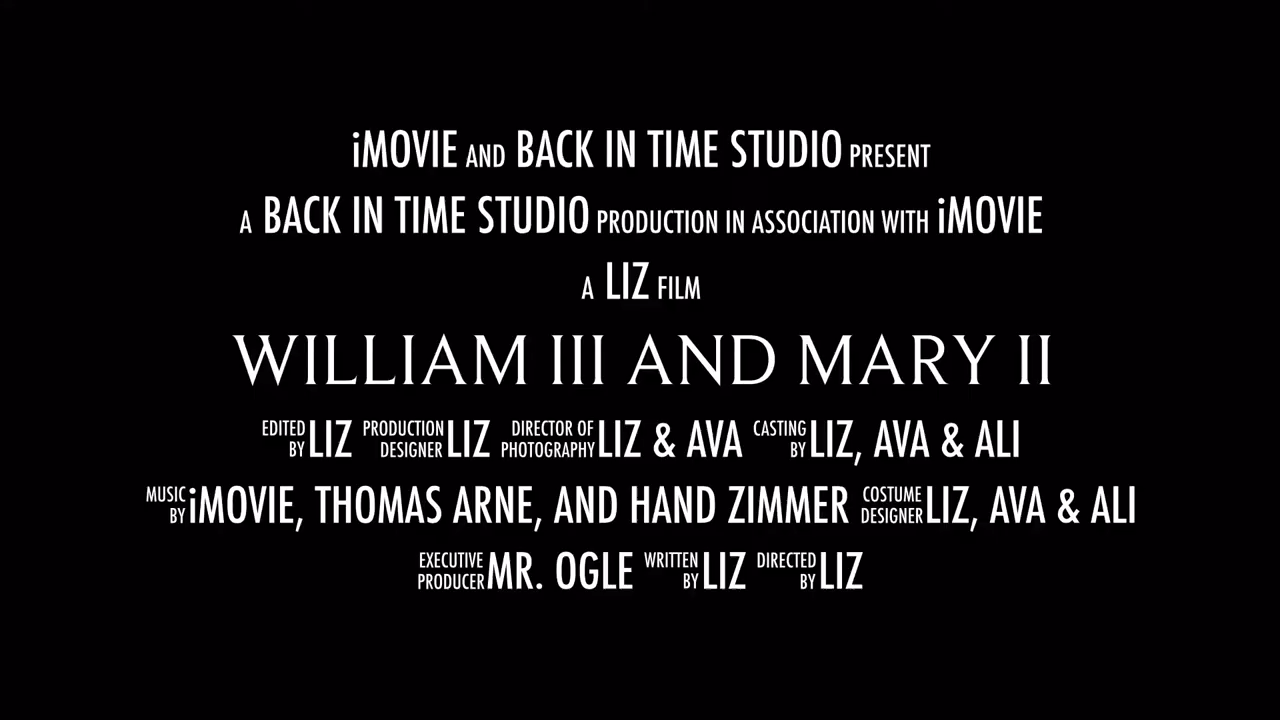 iMOVIE AND BACK IN TIME STUDIO PRESENT
A BACK IN TIME STUDIO PRODUCTION IN ASSOCIATION WITH iMOVIE
A LIZ FILM
WILLIAM III AND MARY II
EDITED BY LIZ PRODUCTION DESIGNER LIZ DIRECTOR OF PHOTOGRAPHY LIZ & AVA CASTING BY LIZ, AVA & ALI
MUSIC BY iMOVIE, THOMAS ARNE, AND HAND ZIMMER COSTUME DESIGNER LIZ, AVA & ALI
EXECUTIVE PRODUCER MR. OGLE WRITTEN BY LIZ DIRECTED BY LIZ